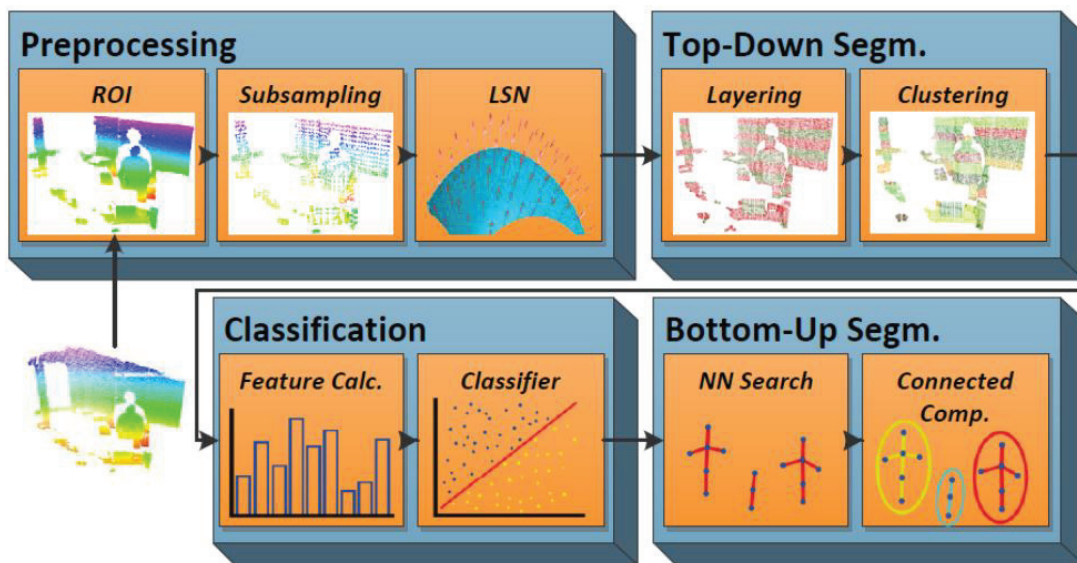 Preprocessing
ROI
Subsampling
LSN
Top-Down Segm.
Layering
Clustering
Classification
Feature Calc.
Classifier
Bottom-Up Segm.
NN Search
Connected
Comp.